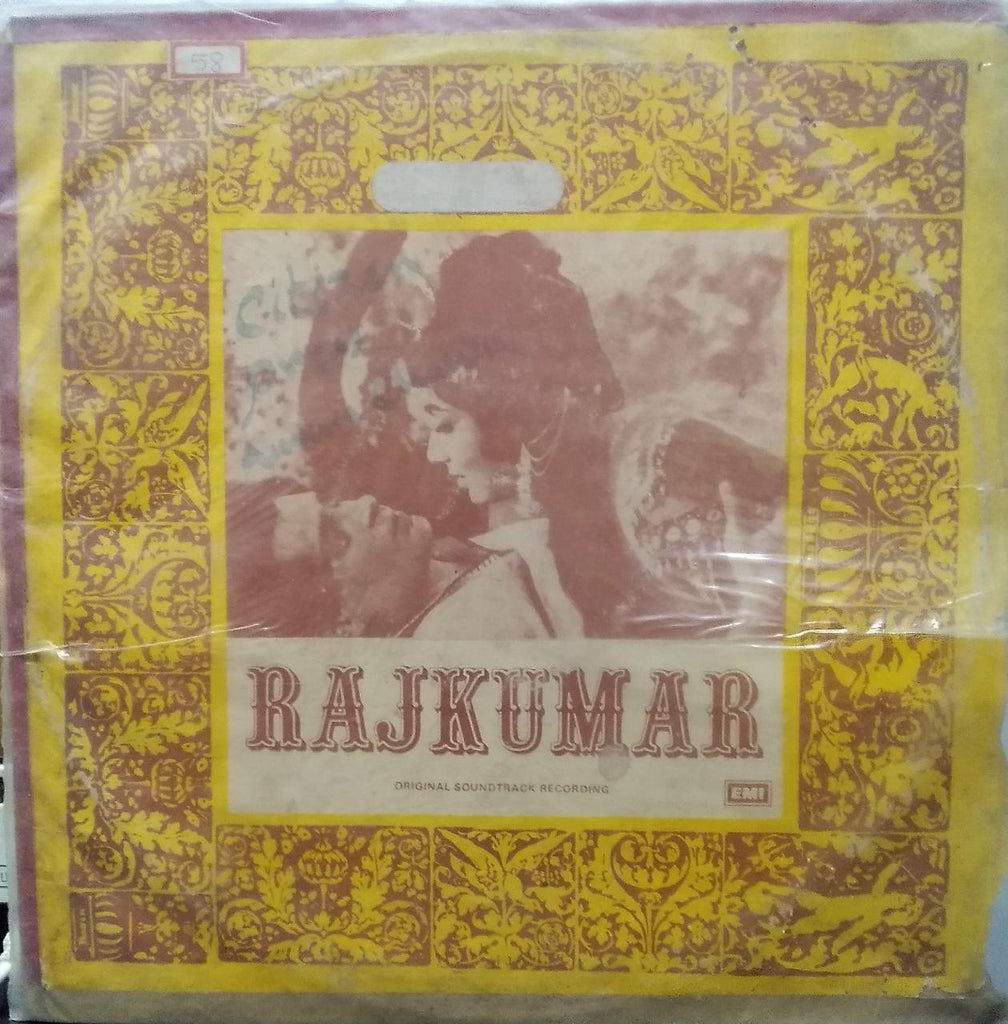 58
RAJKUMAR
ORIGINAL SOUNDTRACK RECORDING
EMI